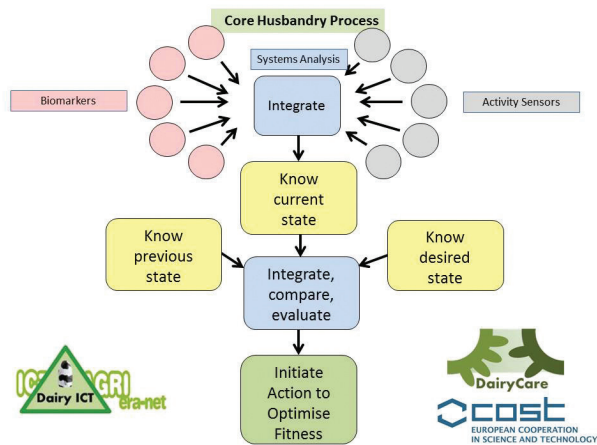 Core Husbandry Process
Systems Analysis
Biomarkers
Integrate
Activity Sensors
Know
current
state
Know
previous
state
Know
desired
state
Integrate,
compare,
evaluate
Initiate
Action to
Optimise
Fitness
Dairy ICT
era-net
DairyCare
cost
EUROPEAN COOPERATION
IN SCIENCE AND TECHNOLOGY